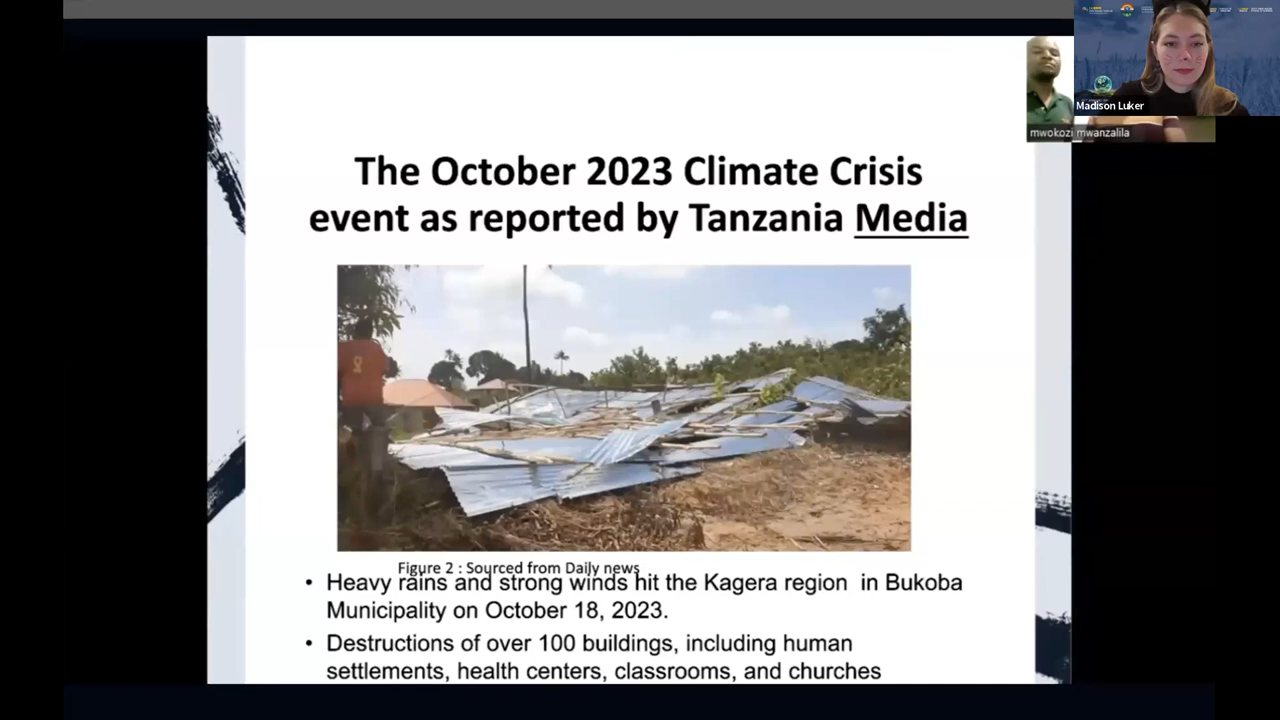 Madison Luker
mwokozi mwanzalila
The October 2023 Climate Crisis
event as reported by Tanzania Media
Figure 2 : Sourced from Daily news
• Heavy rains and strong winds hit the Kagera region in Bukoba
Municipality on October 18, 2023.
• Destructions of over 100 buildings, including human
settlements, health centers, classrooms, and churches